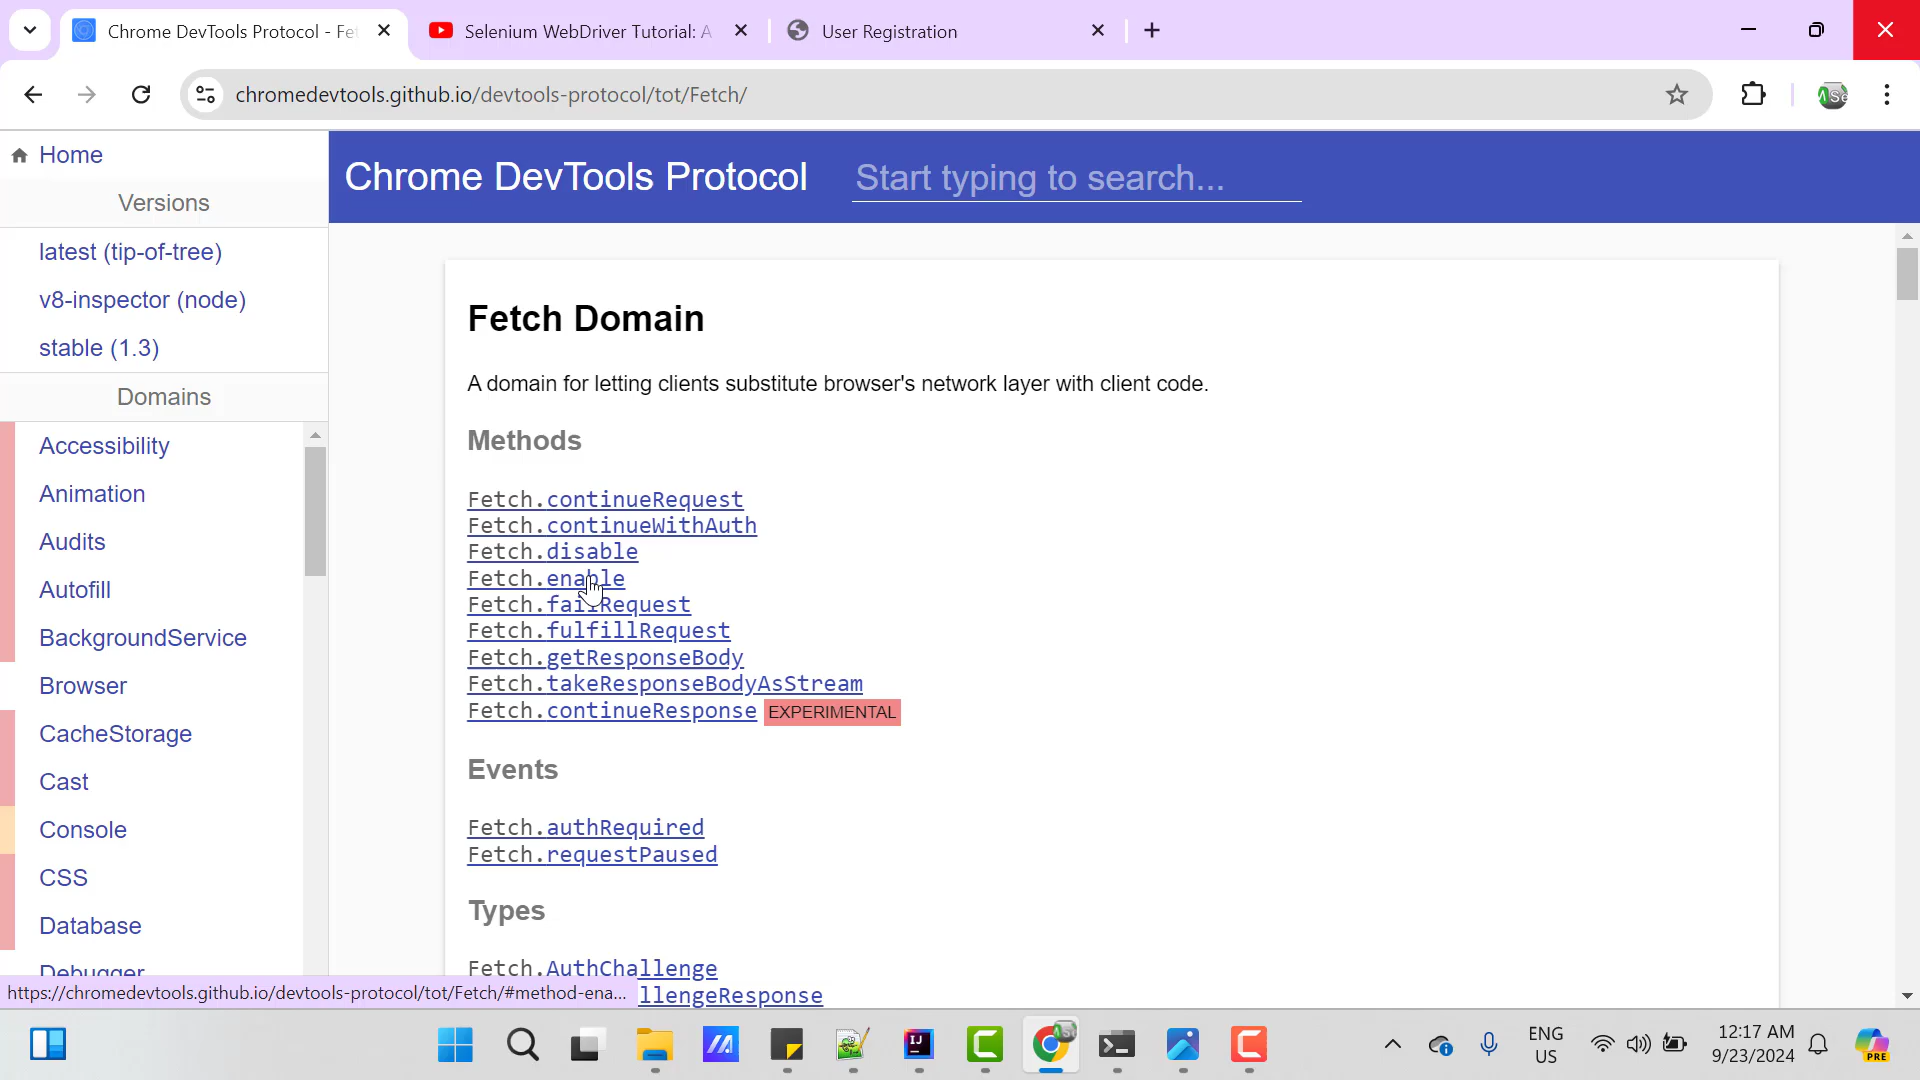 Chrome DevTools Protocol - Fe
Selenium WebDriver Tutorial: A
User Registration
chromedevtools.github.io/devtools-protocol/tot/Fetch/
Home
Versions
latest (tip-of-tree)
v8-inspector (node)
stable (1.3)
Domains
Accessibility
Animation
Audits
Autofill
BackgroundService
Browser
CacheStorage
Cast
Console
CSS
Database
Debugger
Chrome DevTools Protocol
Start typing to search...
Fetch Domain
A domain for letting clients substitute browser's network layer with client code.
Methods
Fetch.continueRequest
Fetch.continueWithAuth
Fetch.disable
Fetch.enable
Fetch.failRequest
Fetch.fulfillRequest
Fetch.getResponseBody
Fetch.takeResponseBodyAsStream
Fetch.continueResponse EXPERIMENTAL
Events
Fetch.authRequired
Fetch.requestPaused
Types
Fetch.AuthChallenge
llengeResponse
https://chromedevtools.github.io/devtools-protocol/tot/Fetch/#method-ena...
ENG
US
12:17 AM
9/23/2024
PRE